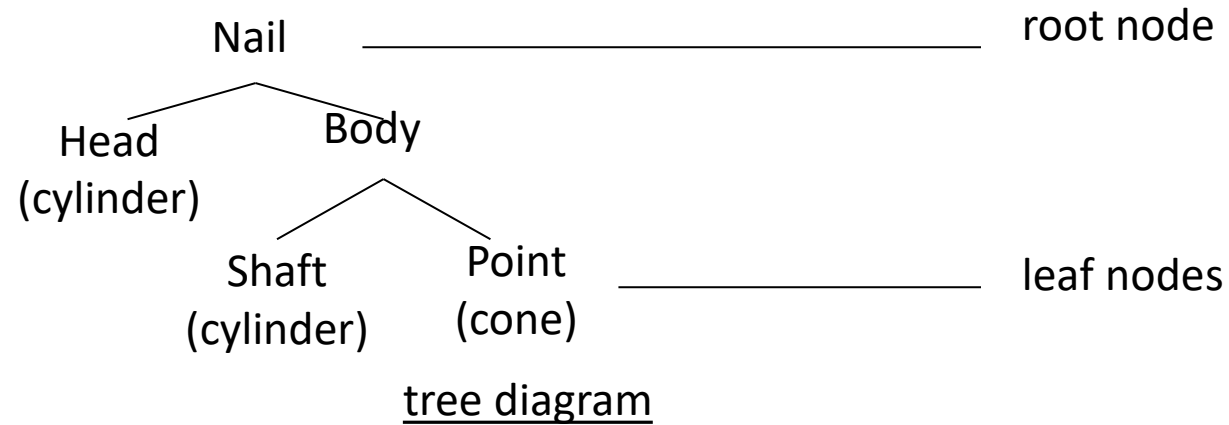 Nail
root node
Head
(cylinder)
Body
Shaft
(cylinder)
Point
(cone)
leaf nodes
tree diagram